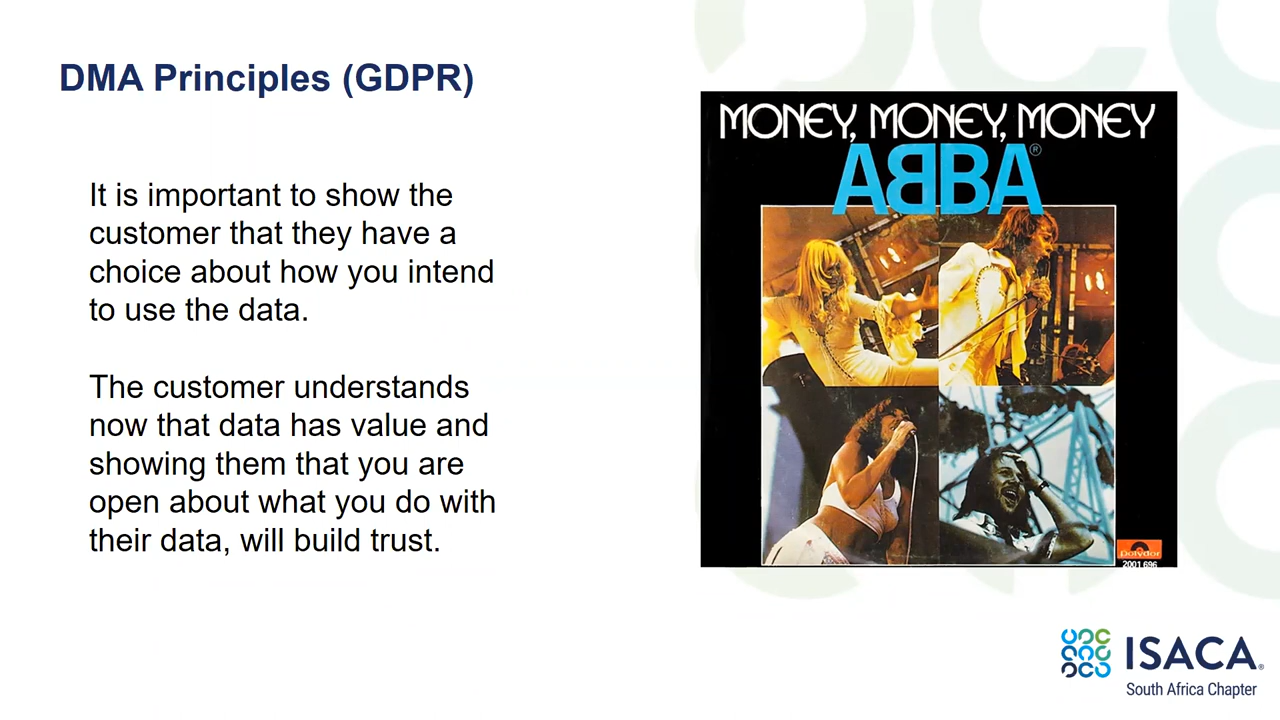 DMA Principles (GDPR)
It is important to show the
customer that they have a
choice about how you intend
to use the data.
The customer understands
now that data has value and
showing them that you are
open about what you do with
their data, will build trust.
MONEY, MONEY, MONEY
ABBA®
polydor
2001 696
ISACA®
South Africa Chapter